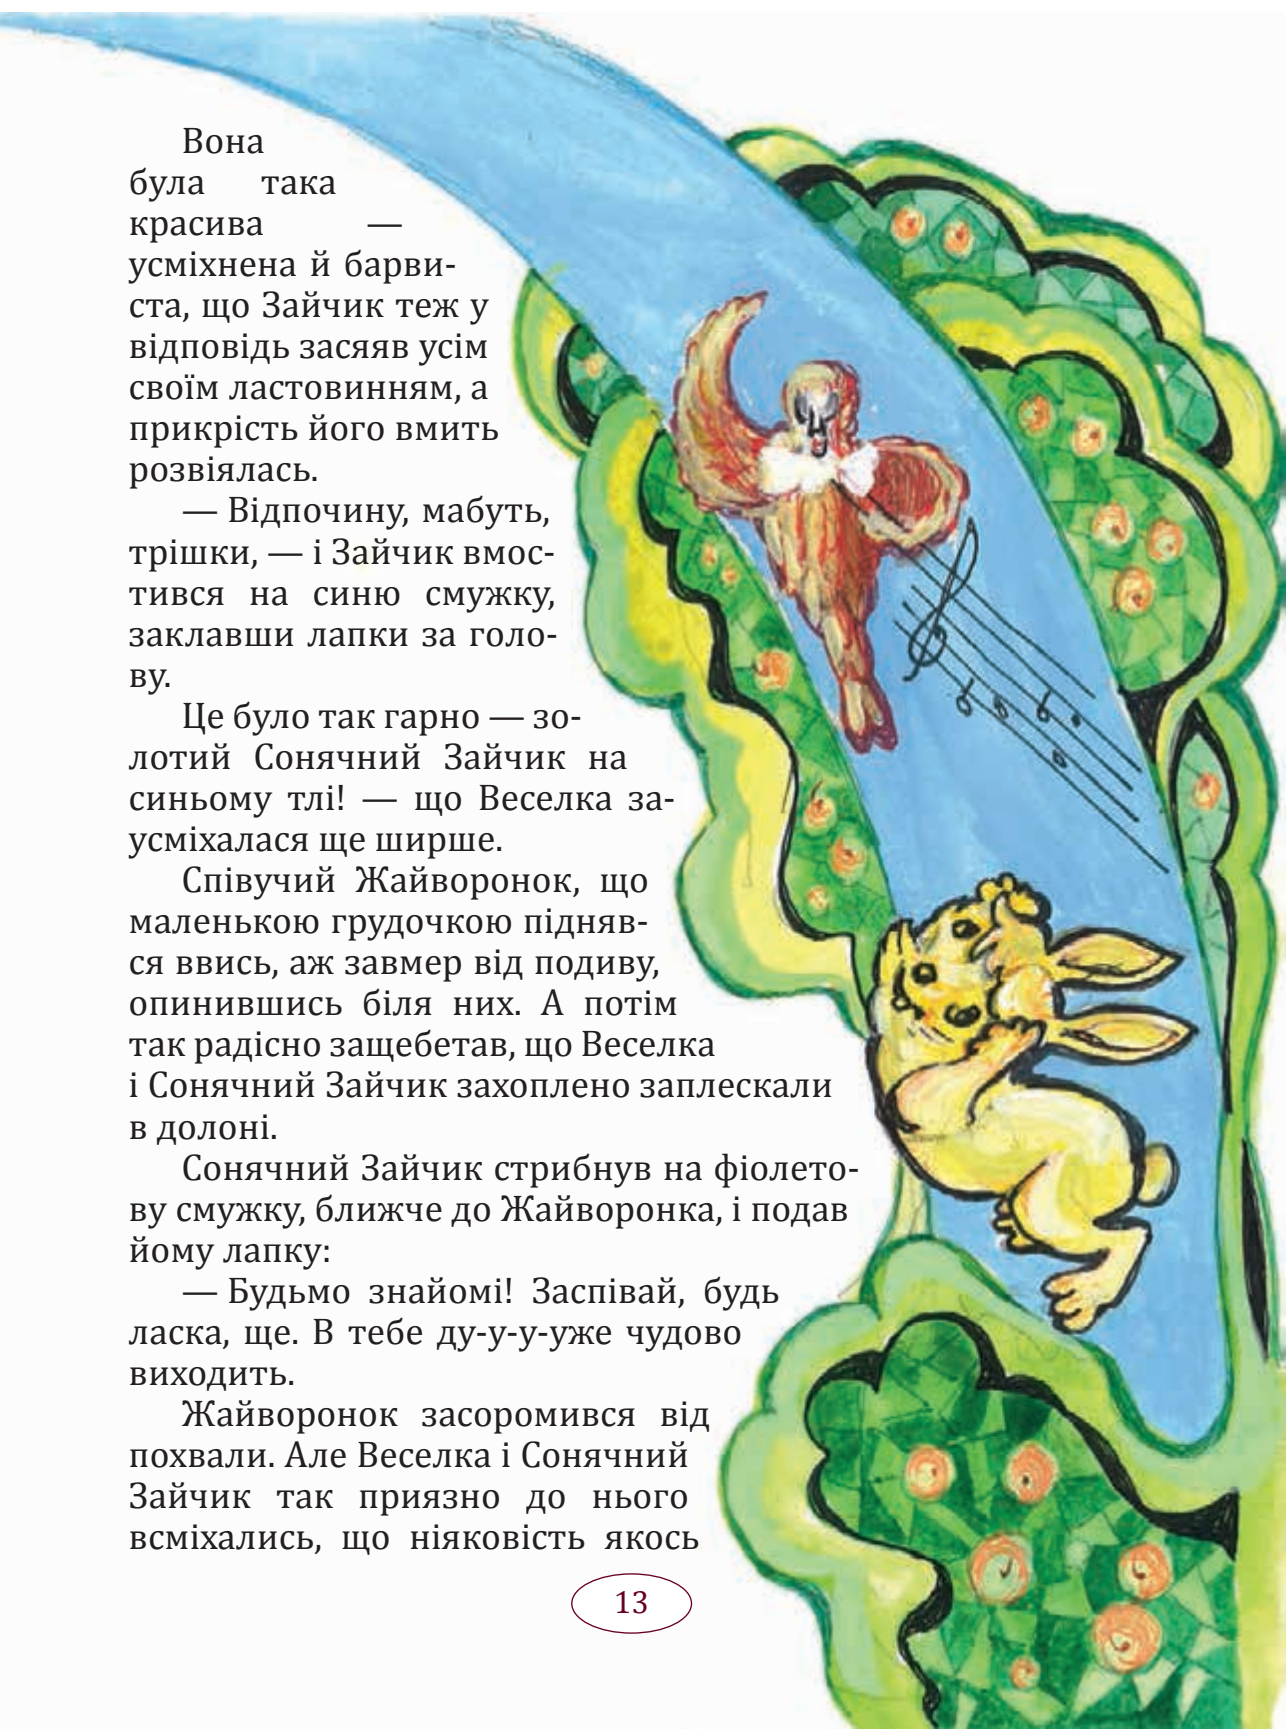 Вона
була така
красива —
усміхнена й барви-
ста, що Зайчик теж у
відповідь засяяв усім
своїм ластовинням, а
прикрість його вмить
розвіялась.
— Відпочину, мабуть,
трішки, — і Зайчик вмос-
тився на синю смужку,
заклавши лапки за голо-
ву.
Це було так гарно — зо-
лотий Сонячний Зайчик на
синьому тлі! — що Веселка за-
усміхалася ще ширше.
Співучий Жайворонок, що
маленькою грудочкою підняв-
ся ввись, аж завмер від подиву,
опинившись біля них. А потім
так радісно защебетав, що Веселка
і Сонячний Зайчик захоплено заплескали
в долоні.
Сонячний Зайчик стрибнув на фіолето-
ву смужку, ближче до Жайворонка, і подав
йому лапку:
— Будьмо знайомі! Заспівай, будь
ласка, ще. В тебе ду-у-у-уже чудово
виходить.
Жайворонок засоромився від
похвали. Але Веселка і Сонячний
Зайчик так приязно до нього
всміхались, що ніяковість якось
13